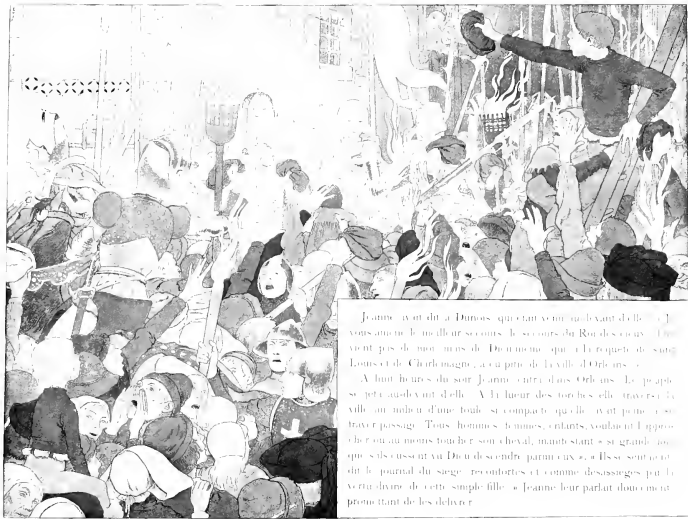 Jeanne avait dit à Dunois, qui était venu au-devant d'elle : « Je
vous amène le meilleur secours, le secours du Roi des cieux. Il ne
vient pas de moi, mais de Dieu même qui, à la requête de saint
Louis et de Charlemagne, a eu pitié de la ville d'Orléans. »
A huit heures du soir Jeanne entra dans Orléans. Le peuple
se jeta au-devant d'elle. A la lueur des torches elle traversa la
ville au milieu d'une foule si compacte qu'elle avait peine à se
frayer passage. Tous, hommes, femmes, enfants, voulaient l'appro-
cher ou au moins toucher son cheval, manifestant « si grande joie
que s'ils eussent vu Dieu descendre parmi eux ». « Ils se sentaient,
dit le journal du siège, réconfortés et comme désassiégés par la
vertu divine de cette simple fille. » Jeanne leur parlait doucement,
promettant de les délivrer.